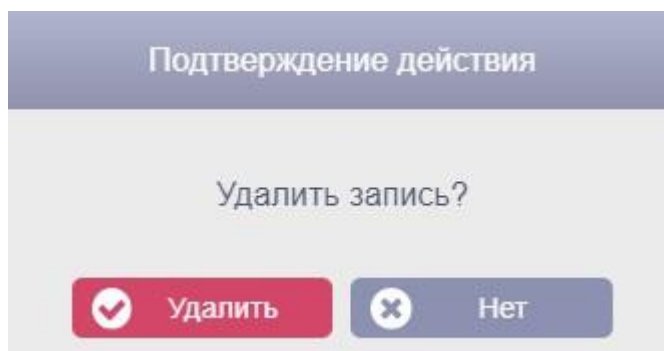 Подтверждение действия
Удалить запись?
Удалить Нет